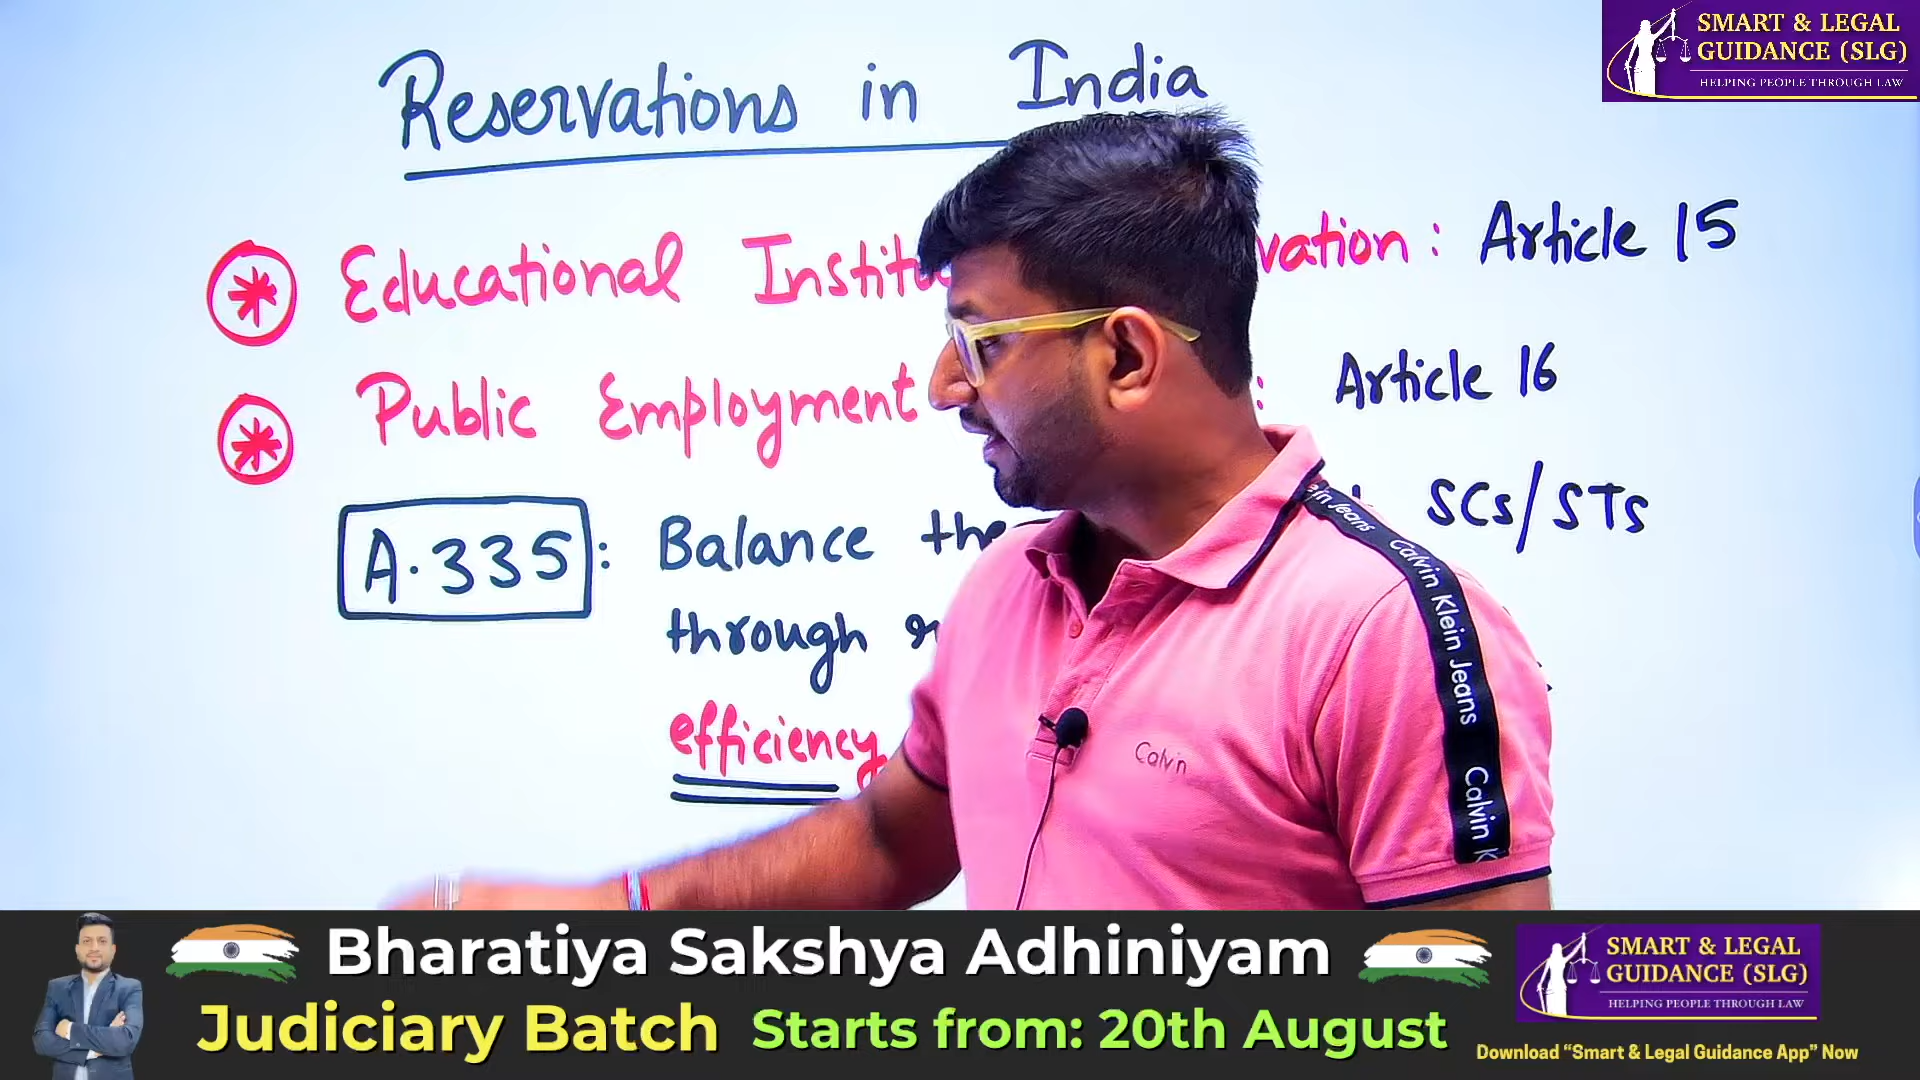 SMART & LEGAL
GUIDANCE (SLG)
HELPING PEOPLE THROUGH LAW
Reservations in India
Educational Institu vation : Article 15
Public Employment : Article 16
A.335 : Balance the SCs/STs
through
efficiency
Calvin Klein Jeans
Calvin
Calvin K
Bharatiya Sakshya Adhiniyam
Judiciary Batch Starts from: 20th August
SMART & LEGAL
GUIDANCE (SLG)
HELPING PEOPLE THROUGH LAW
Download “Smart & Legal Guidance App” Now